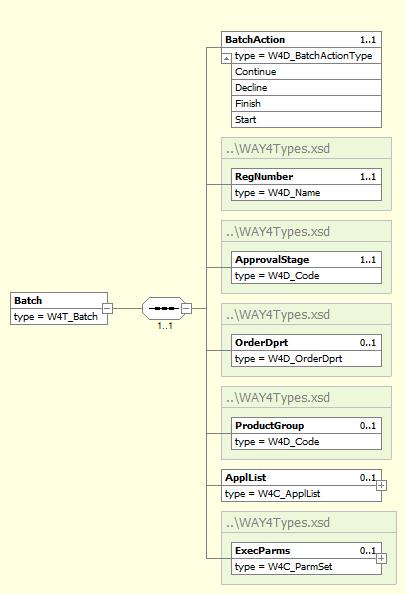 BatchAction 1..1
type = W4D_BatchActionType
Continue
Decline
Finish
Start
..\WAY4Types.xsd
RegNumber 1..1
type = W4D_Name
..\WAY4Types.xsd
ApprovalStage 1..1
type = W4D_Code
Batch
type = W4T_Batch
1..1
..\WAY4Types.xsd
OrderDprt 0..1
type = W4D_OrderDprt
..\WAY4Types.xsd
ProductGroup 0..1
type = W4D_Code
ApplList 0..1
type = W4C_ApplList
..\WAY4Types.xsd
ExecParms 0..1
type = W4C_ParmSet